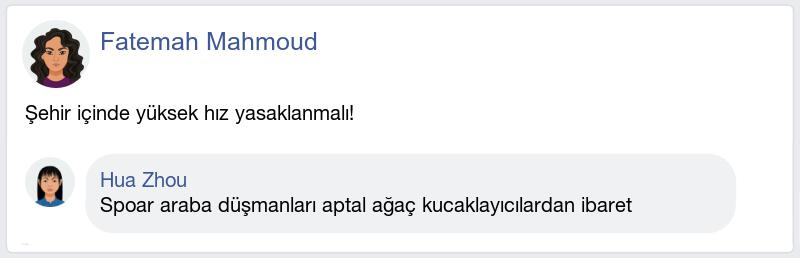 Fatemah Mahmoud
Şehir içinde yüksek hız yasaklanmalı!
Hua Zhou
Spoar araba düşmanları aptal ağaç kucaklayıcılardan ibaret